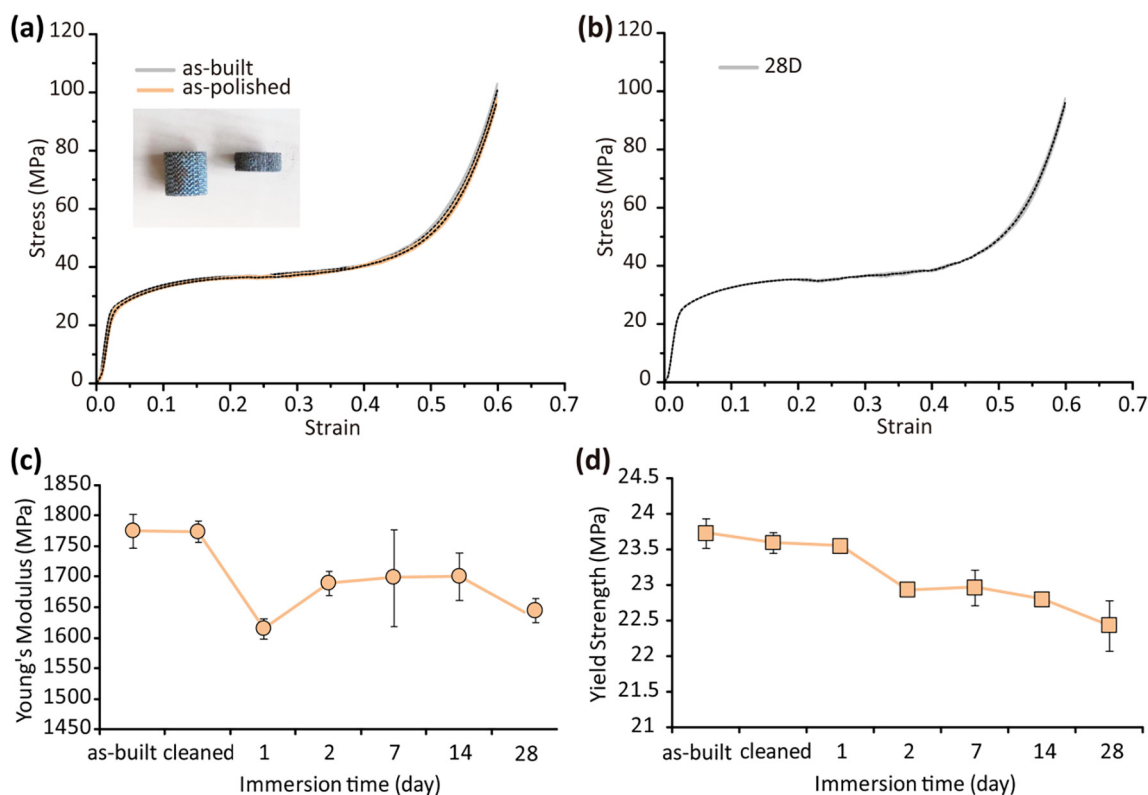 (a)
120
100
80
60
40
20
0
Stress (MPa)
as-built
as-polished
0.0 0.1 0.2 0.3 0.4 0.5 0.6 0.7
Strain
(b)
120
100
80
60
40
20
0
Stress (MPa)
28D
0.0 0.1 0.2 0.3 0.4 0.5 0.6 0.7
Strain
(c)
1850
1800
1750
1700
1650
1600
1550
1500
1450
Young's Modulus (MPa)
as-built cleaned 1 2 7 14 28
Immersion time (day)
(d)
24.5
24
23.5
23
22.5
22
21.5
21
Yield Strength (MPa)
as-built cleaned 1 2 7 14 28
Immersion time (day)